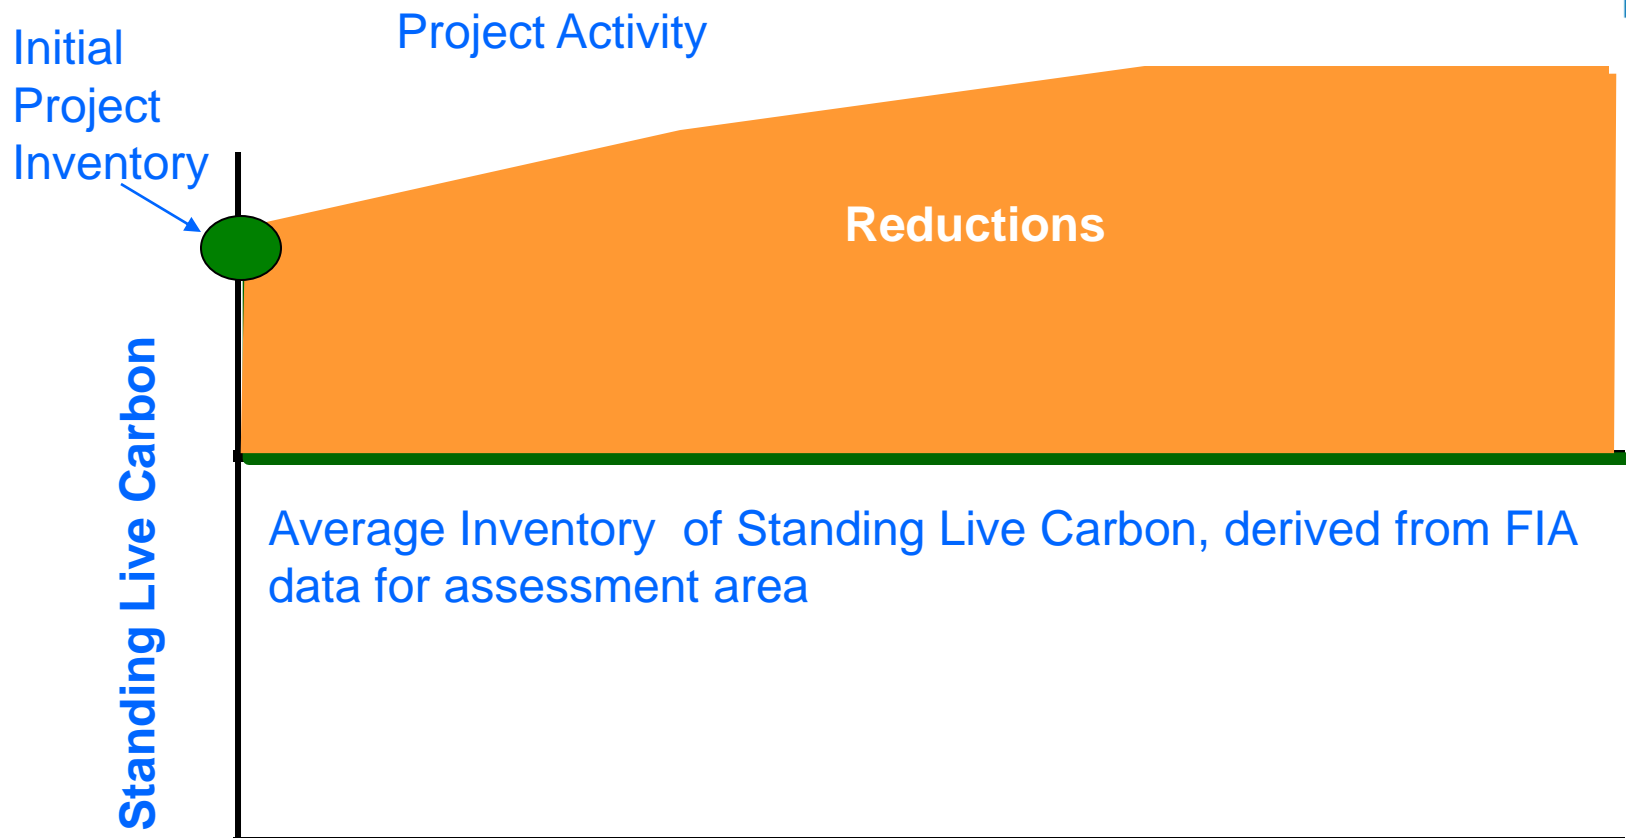 Project Activity
Initial
Project
Inventory
Reductions
Standing Live Carbon
Average Inventory  of Standing Live Carbon, derived from FIA
data for assessment area